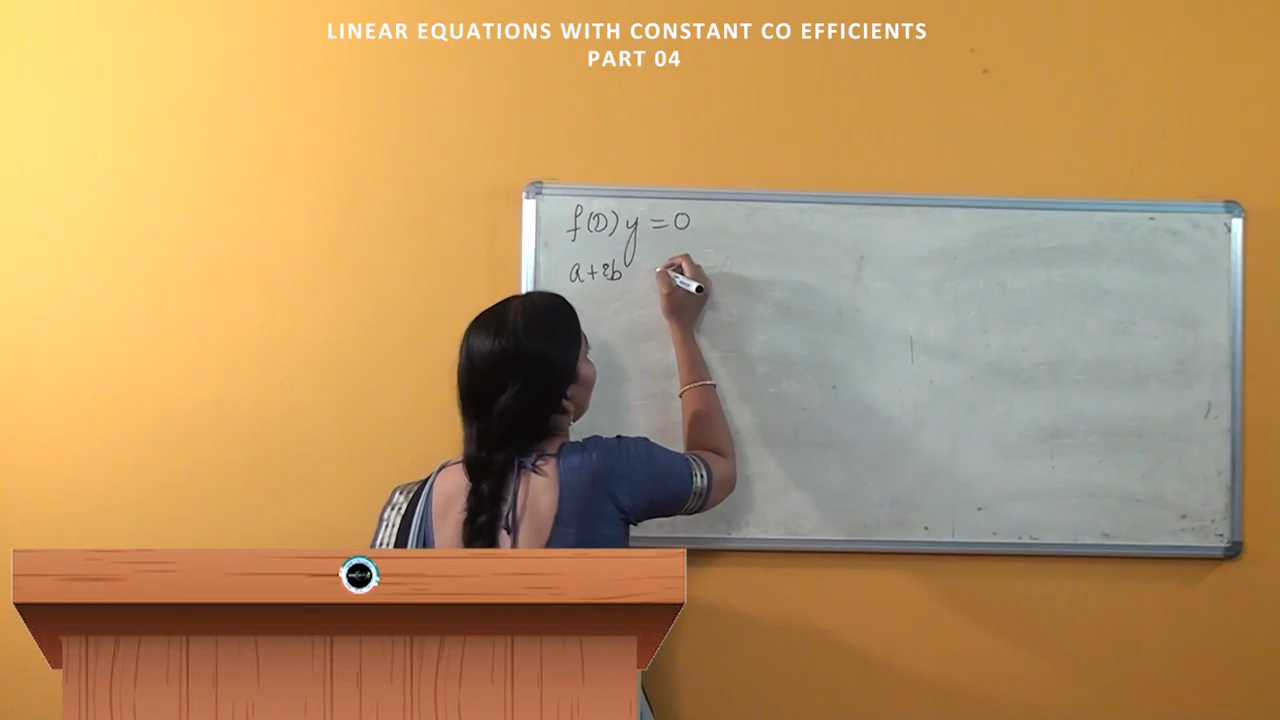 LINEAR EQUATIONS WITH CONSTANT CO EFFICIENTS
PART 04
f(D) y = 0
a+ib